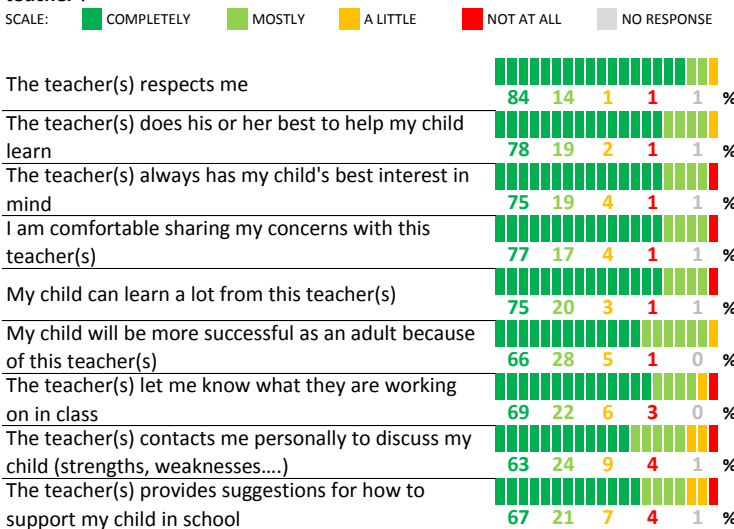 teacher?
SCALE: COMPLETELY MOSTLY A LITTLE NOT AT ALL NO RESPONSE
The teacher(s) respects me
84 14 1 1 1 %
The teacher(s) does his or her best to help my child
learn
78 19 2 1 1 %
The teacher(s) always has my child's best interest in
mind
75 19 4 1 1 %
I am comfortable sharing my concerns with this
teacher(s)
77 17 4 1 1 %
My child can learn a lot from this teacher(s)
75 20 3 1 1 %
My child will be more successful as an adult because
of this teacher(s)
66 28 5 1 0 %
The teacher(s) let me know what they are working
on in class
69 22 6 3 0 %
The teacher(s) contacts me personally to discuss my
child (strengths, weaknesses....)
63 24 9 4 1 %
The teacher(s) provides suggestions for how to
support my child in school
67 21 7 4 1 %